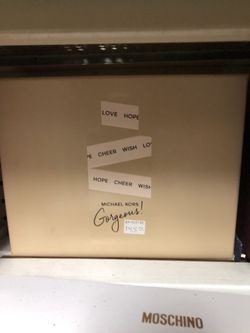 LOVE HOPE
PE CHEER WISH LO
HOPE CHEER WISH
MICHAEL KORS
Gorgeous!
MOSCHINO